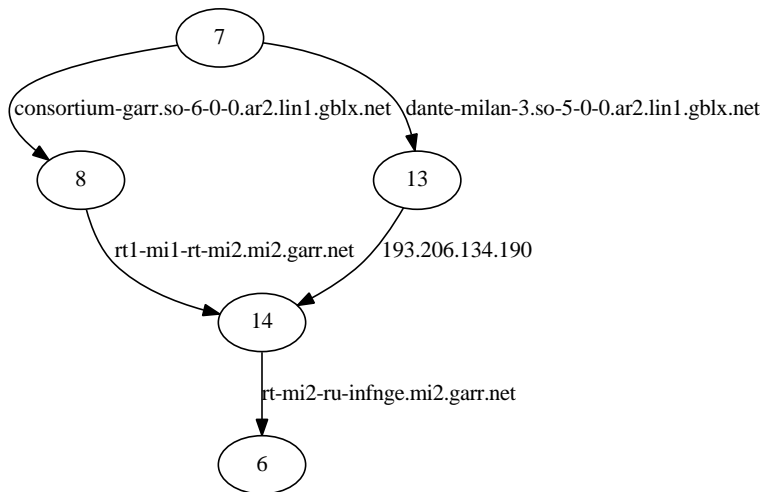 7
consortium-garr.so-6-0-0.ar2.lin1.gblx.net
dante-milan-3.so-5-0-0.ar2.lin1.gblx.net
8
13
rt1-mi1-rt-mi2.mi2.garr.net
193.206.134.190
14
rt-mi2-ru-infnge.mi2.garr.net
6